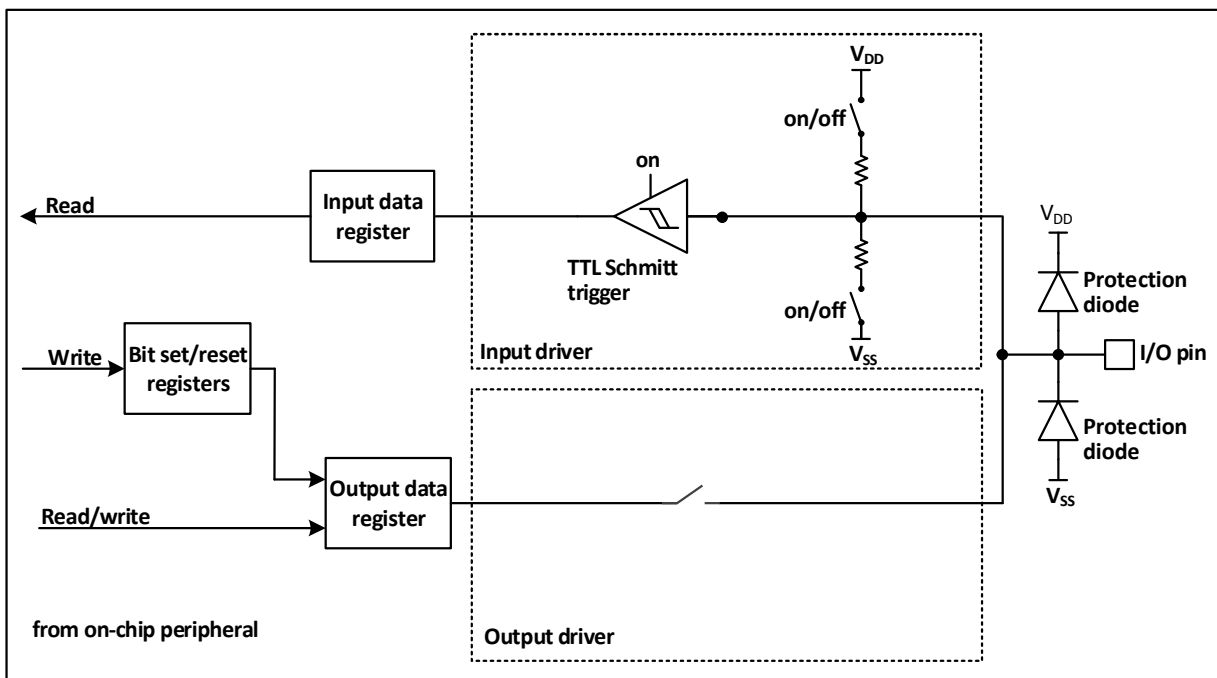 V_DD
on/off
on
Read
Input data
register
TTL Schmitt
trigger
V_DD
Protection
diode
on/off
Input driver
V_SS
Write
Bit set/reset
registers
I/O pin
Protection
diode
V_SS
Output data
register
Read/write
from on-chip peripheral
Output driver